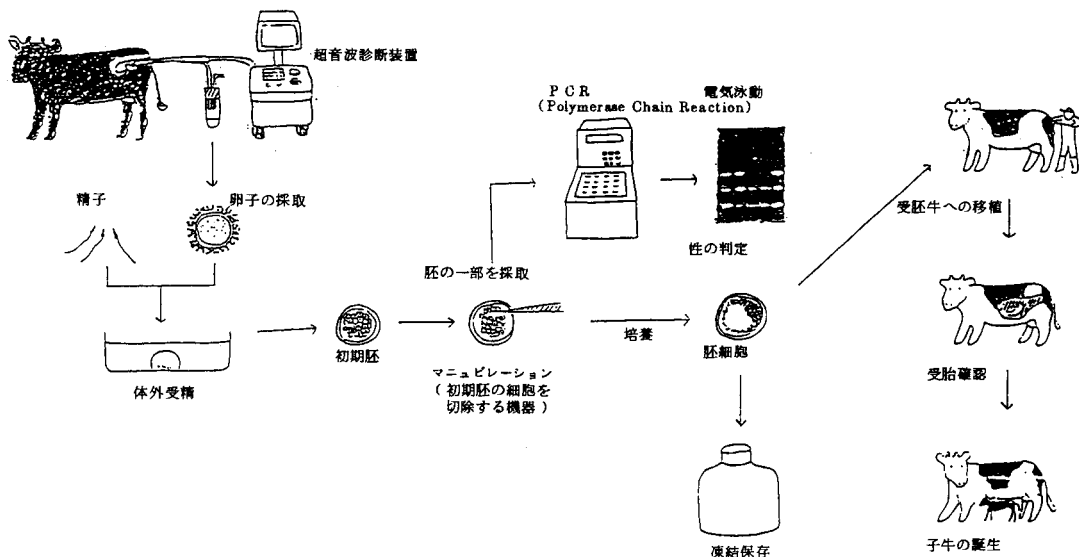 超音波診断装置
精子
卵子の採取
体外受精
初期胚
胚の一部を採取
マニュピレーション
（初期胚の細胞を
切除する機器）
PCR
(Polymerase Chain Reaction)
電気泳動
性の判定
培養
胚細胞
凍結保存
受胚牛への移植
受胎確認
子牛の誕生